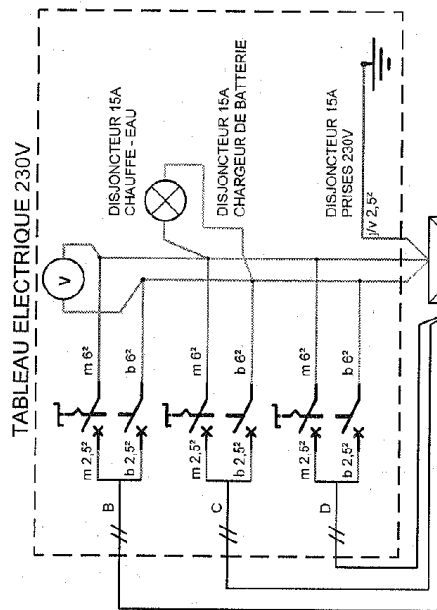 TABLEAU ELECTRIQUE 230V
V
DISJONCTEUR 15A
CHAUFFE - EAU
DISJONCTEUR 15A
CHARGEUR DE BATTERIE
DISJONCTEUR 15A
PRISES 230V
j/v 2,5²
m 6²
b 6²
m 6²
b 6²
m 6²
b 6²
m 2,5²
b 2,5²
m 2,5²
b 2,5²
m 2,5²
b 2,5²
B
C
D